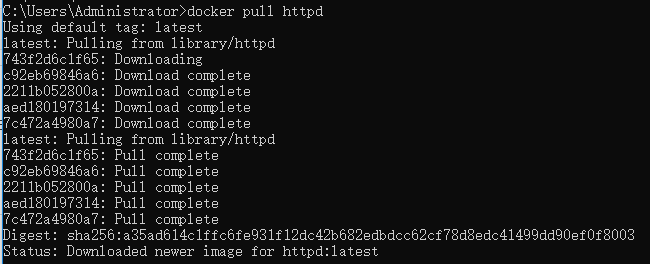 C:\Users\Administrator>docker pull httpd
Using default tag: latest
latest: Pulling from library/httpd
743f2d6c1f65: Downloading
c92eb69846a6: Download complete
2211b052800a: Download complete
aed180197314: Download complete
7c472a4980a7: Download complete
latest: Pulling from library/httpd
743f2d6c1f65: Pull complete
c92eb69846a6: Pull complete
2211b052800a: Pull complete
aed180197314: Pull complete
7c472a4980a7: Pull complete
Digest: sha256:a35ad614c1ffc6fe931f12dc42b682edbdcc62cf78d8edc41499dd90ef0f8003
Status: Downloaded newer image for httpd:latest